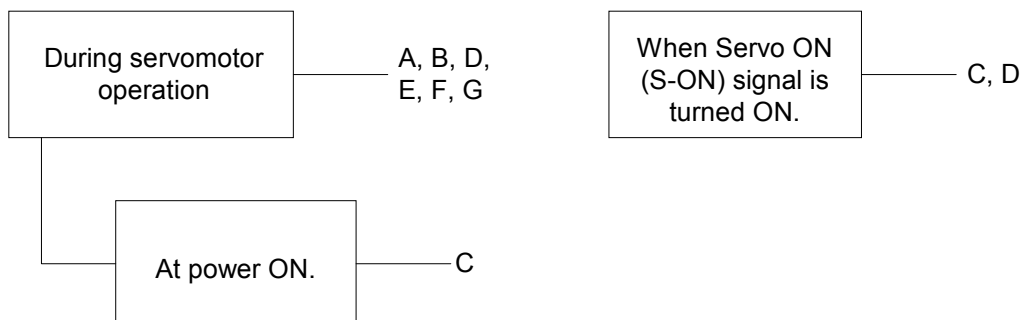 During servomotor
operation
A, B, D,
E, F, G
At power ON.
C
When Servo ON
(S-ON) signal is
turned ON.
C, D